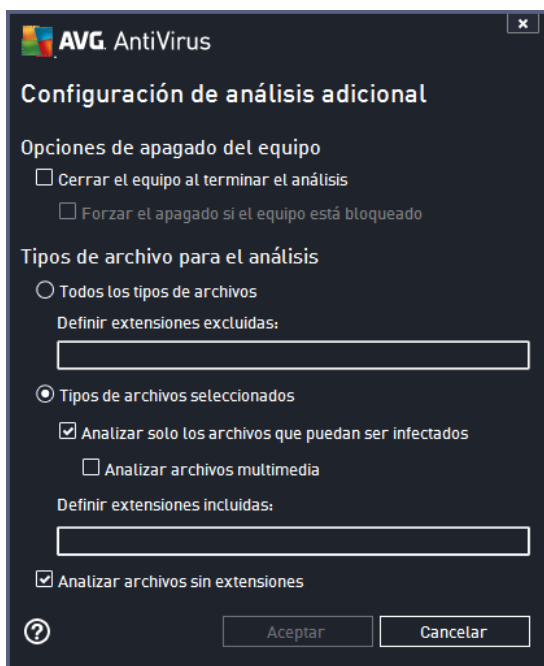 AVG. AntiVirus
Configuración de análisis adicional
Opciones de apagado del equipo
Cerrar el equipo al terminar el análisis
Forzar el apagado si el equipo está bloqueado
Tipos de archivo para el análisis
Todos los tipos de archivos
Definir extensiones excluidas:
Tipos de archivos seleccionados
Analizar solo los archivos que puedan ser infectados
Analizar archivos multimedia
Definir extensiones incluidas:
Analizar archivos sin extensiones
Aceptar
Cancelar